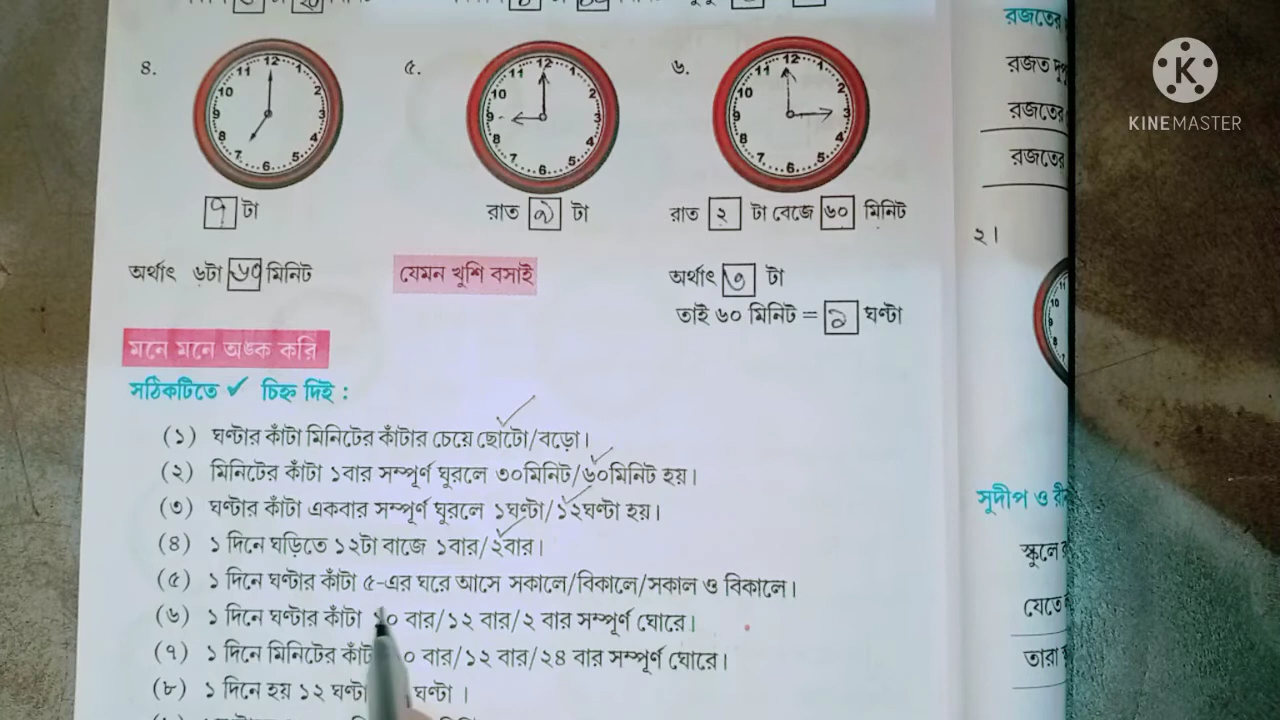 ৪.
৫.
৬.
রজতের
রজত দুপু
রজতের
রজতের
KINEMASTER
৭ টা
রাত ৯ টা
রাত ২ টা বেজে ৬০ মিনিট
২।
অর্থাৎ ৬টা ৬০ মিনিট
যেমন খুশি বসাই
অর্থাৎ ৩ টা
তাই ৬০ মিনিট = ১ ঘণ্টা
মনে মনে অঙ্ক করি
সঠিকটিতে ✓ চিহ্ন দিই :
(১) ঘণ্টার কাঁটা মিনিটের কাঁটার চেয়ে ছোটো/বড়ো।
(২) মিনিটের কাঁটা ১বার সম্পূর্ণ ঘুরলে ৩০মিনিট/৬০মিনিট হয়।
(৩) ঘণ্টার কাঁটা একবার সম্পূর্ণ ঘুরলে ১ঘণ্টা/১২ঘণ্টা হয়।
(৪) ১ দিনে ঘড়িতে ১২টা বাজে ১বার/২বার।
(৫) ১ দিনে ঘণ্টার কাঁটা ৫-এর ঘরে আসে সকালে/বিকালে/সকাল ও বিকালে।
(৬) ১ দিনে ঘণ্টার কাঁটা ১০ বার/১২ বার/২ বার সম্পূর্ণ ঘোরে।
(৭) ১ দিনে মিনিটের বার/১২ বার/২৪ বার সম্পূর্ণ ঘোরে।
(৮) ১ দিনে হয় ১২ ঘণ্টা ঘণ্টা ।
সুদীপ ও
স্কুলে
যেতে
তারা